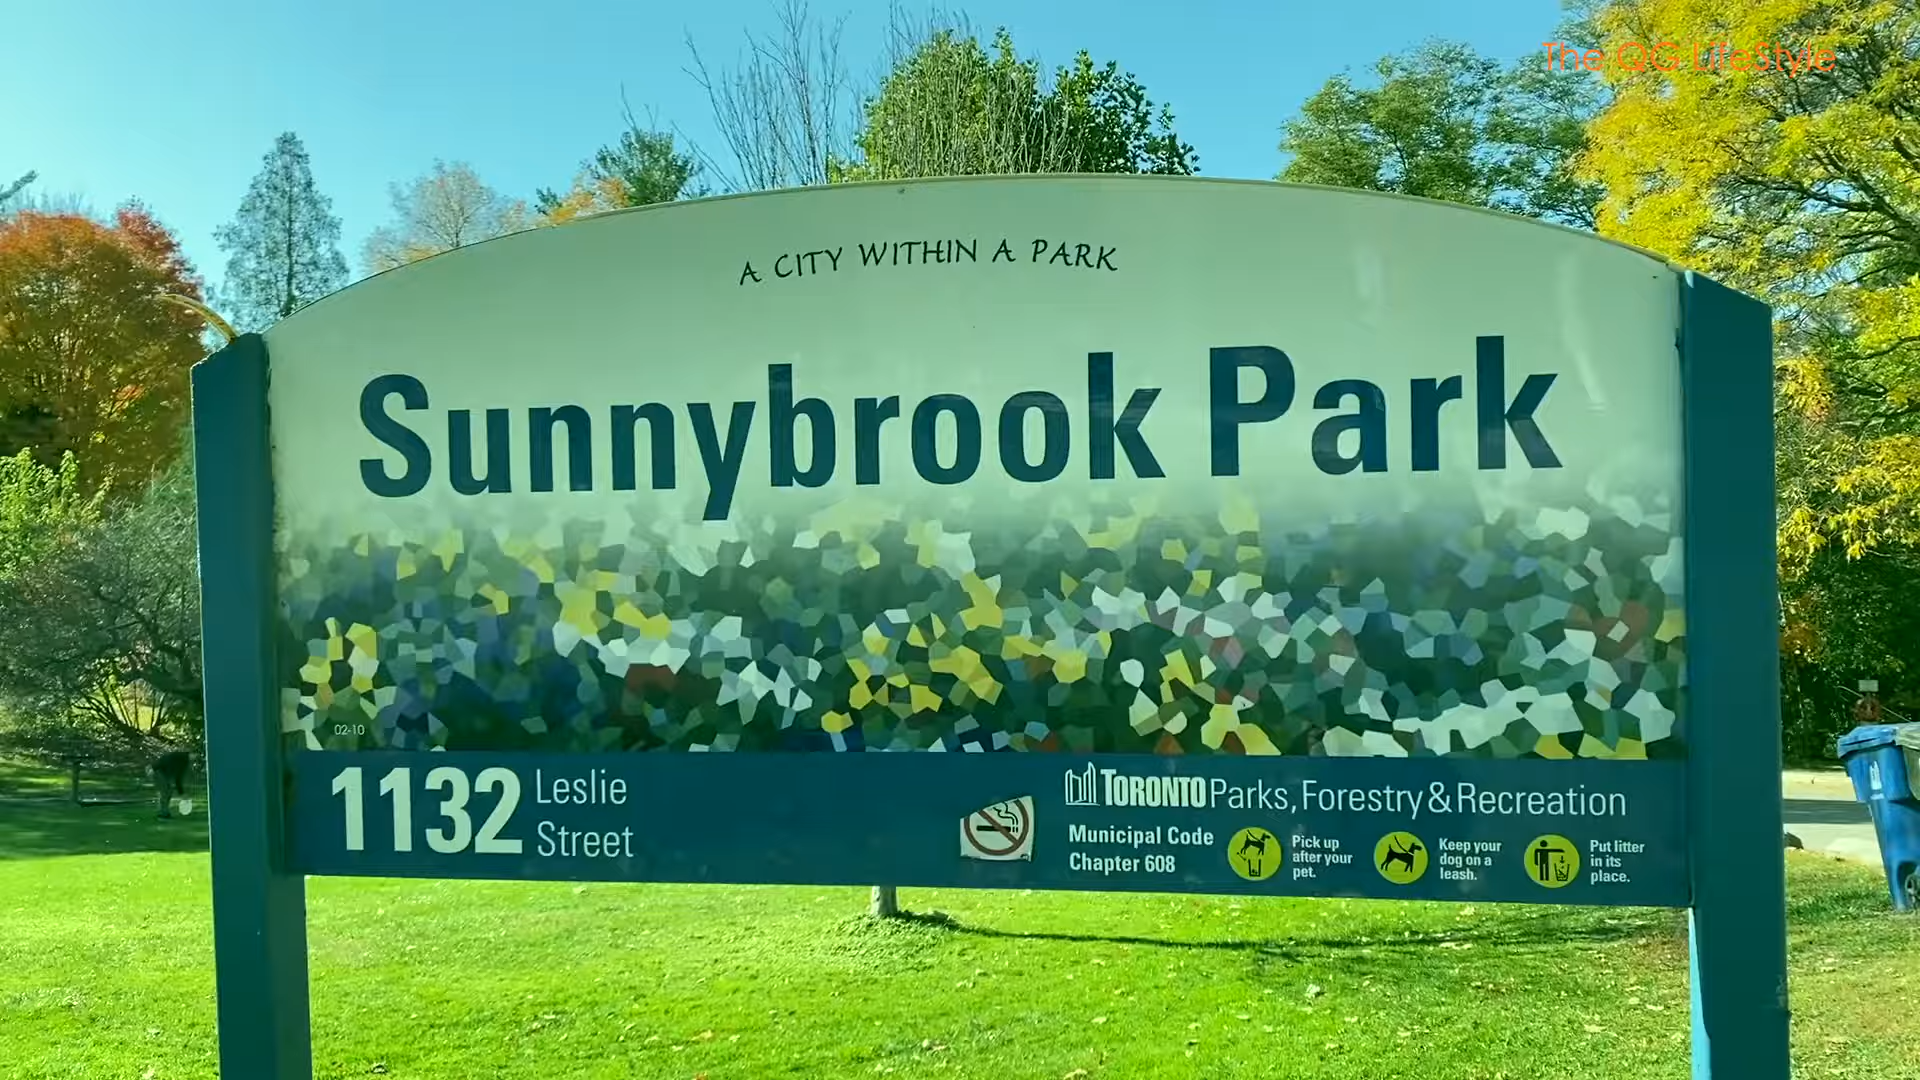 The QG LifeStyle
A CITY WITHIN A PARK
Sunnybrook Park
02-10
1132 Leslie
Street
TORONTO Parks, Forestry & Recreation
Municipal Code
Chapter 608
Pick up
after your
pet.
Keep your
dog on a
leash.
Put litter
in its
place.